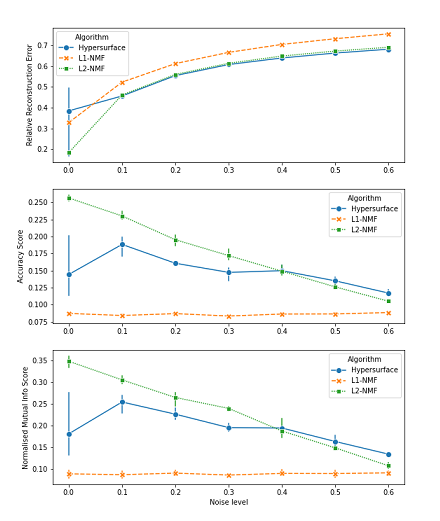 Relative Reconstruction Error
0.7
0.6
0.5
0.4
0.3
0.2
Algorithm
Hypersurface
L1-NMF
L2-NMF
0.0 0.1 0.2 0.3 0.4 0.5 0.6
Accuracy Score
0.250
0.225
0.200
0.175
0.150
0.125
0.100
0.075
Algorithm
Hypersurface
L1-NMF
L2-NMF
0.0 0.1 0.2 0.3 0.4 0.5 0.6
Normalised Mutual Info Score
0.35
0.30
0.25
0.20
0.15
0.10
Algorithm
Hypersurface
L1-NMF
L2-NMF
0.0 0.1 0.2 0.3 0.4 0.5 0.6
Noise level